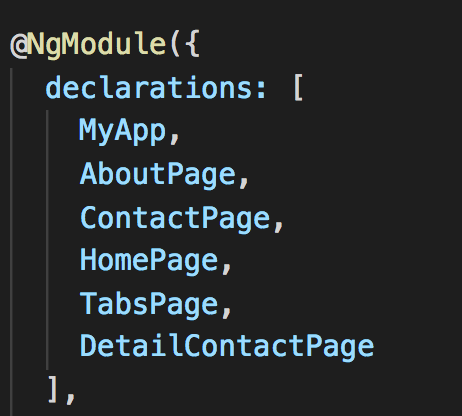 @NgModule({
declarations: [
MyApp,
AboutPage,
ContactPage,
HomePage,
TabsPage,
DetailContactPage
],